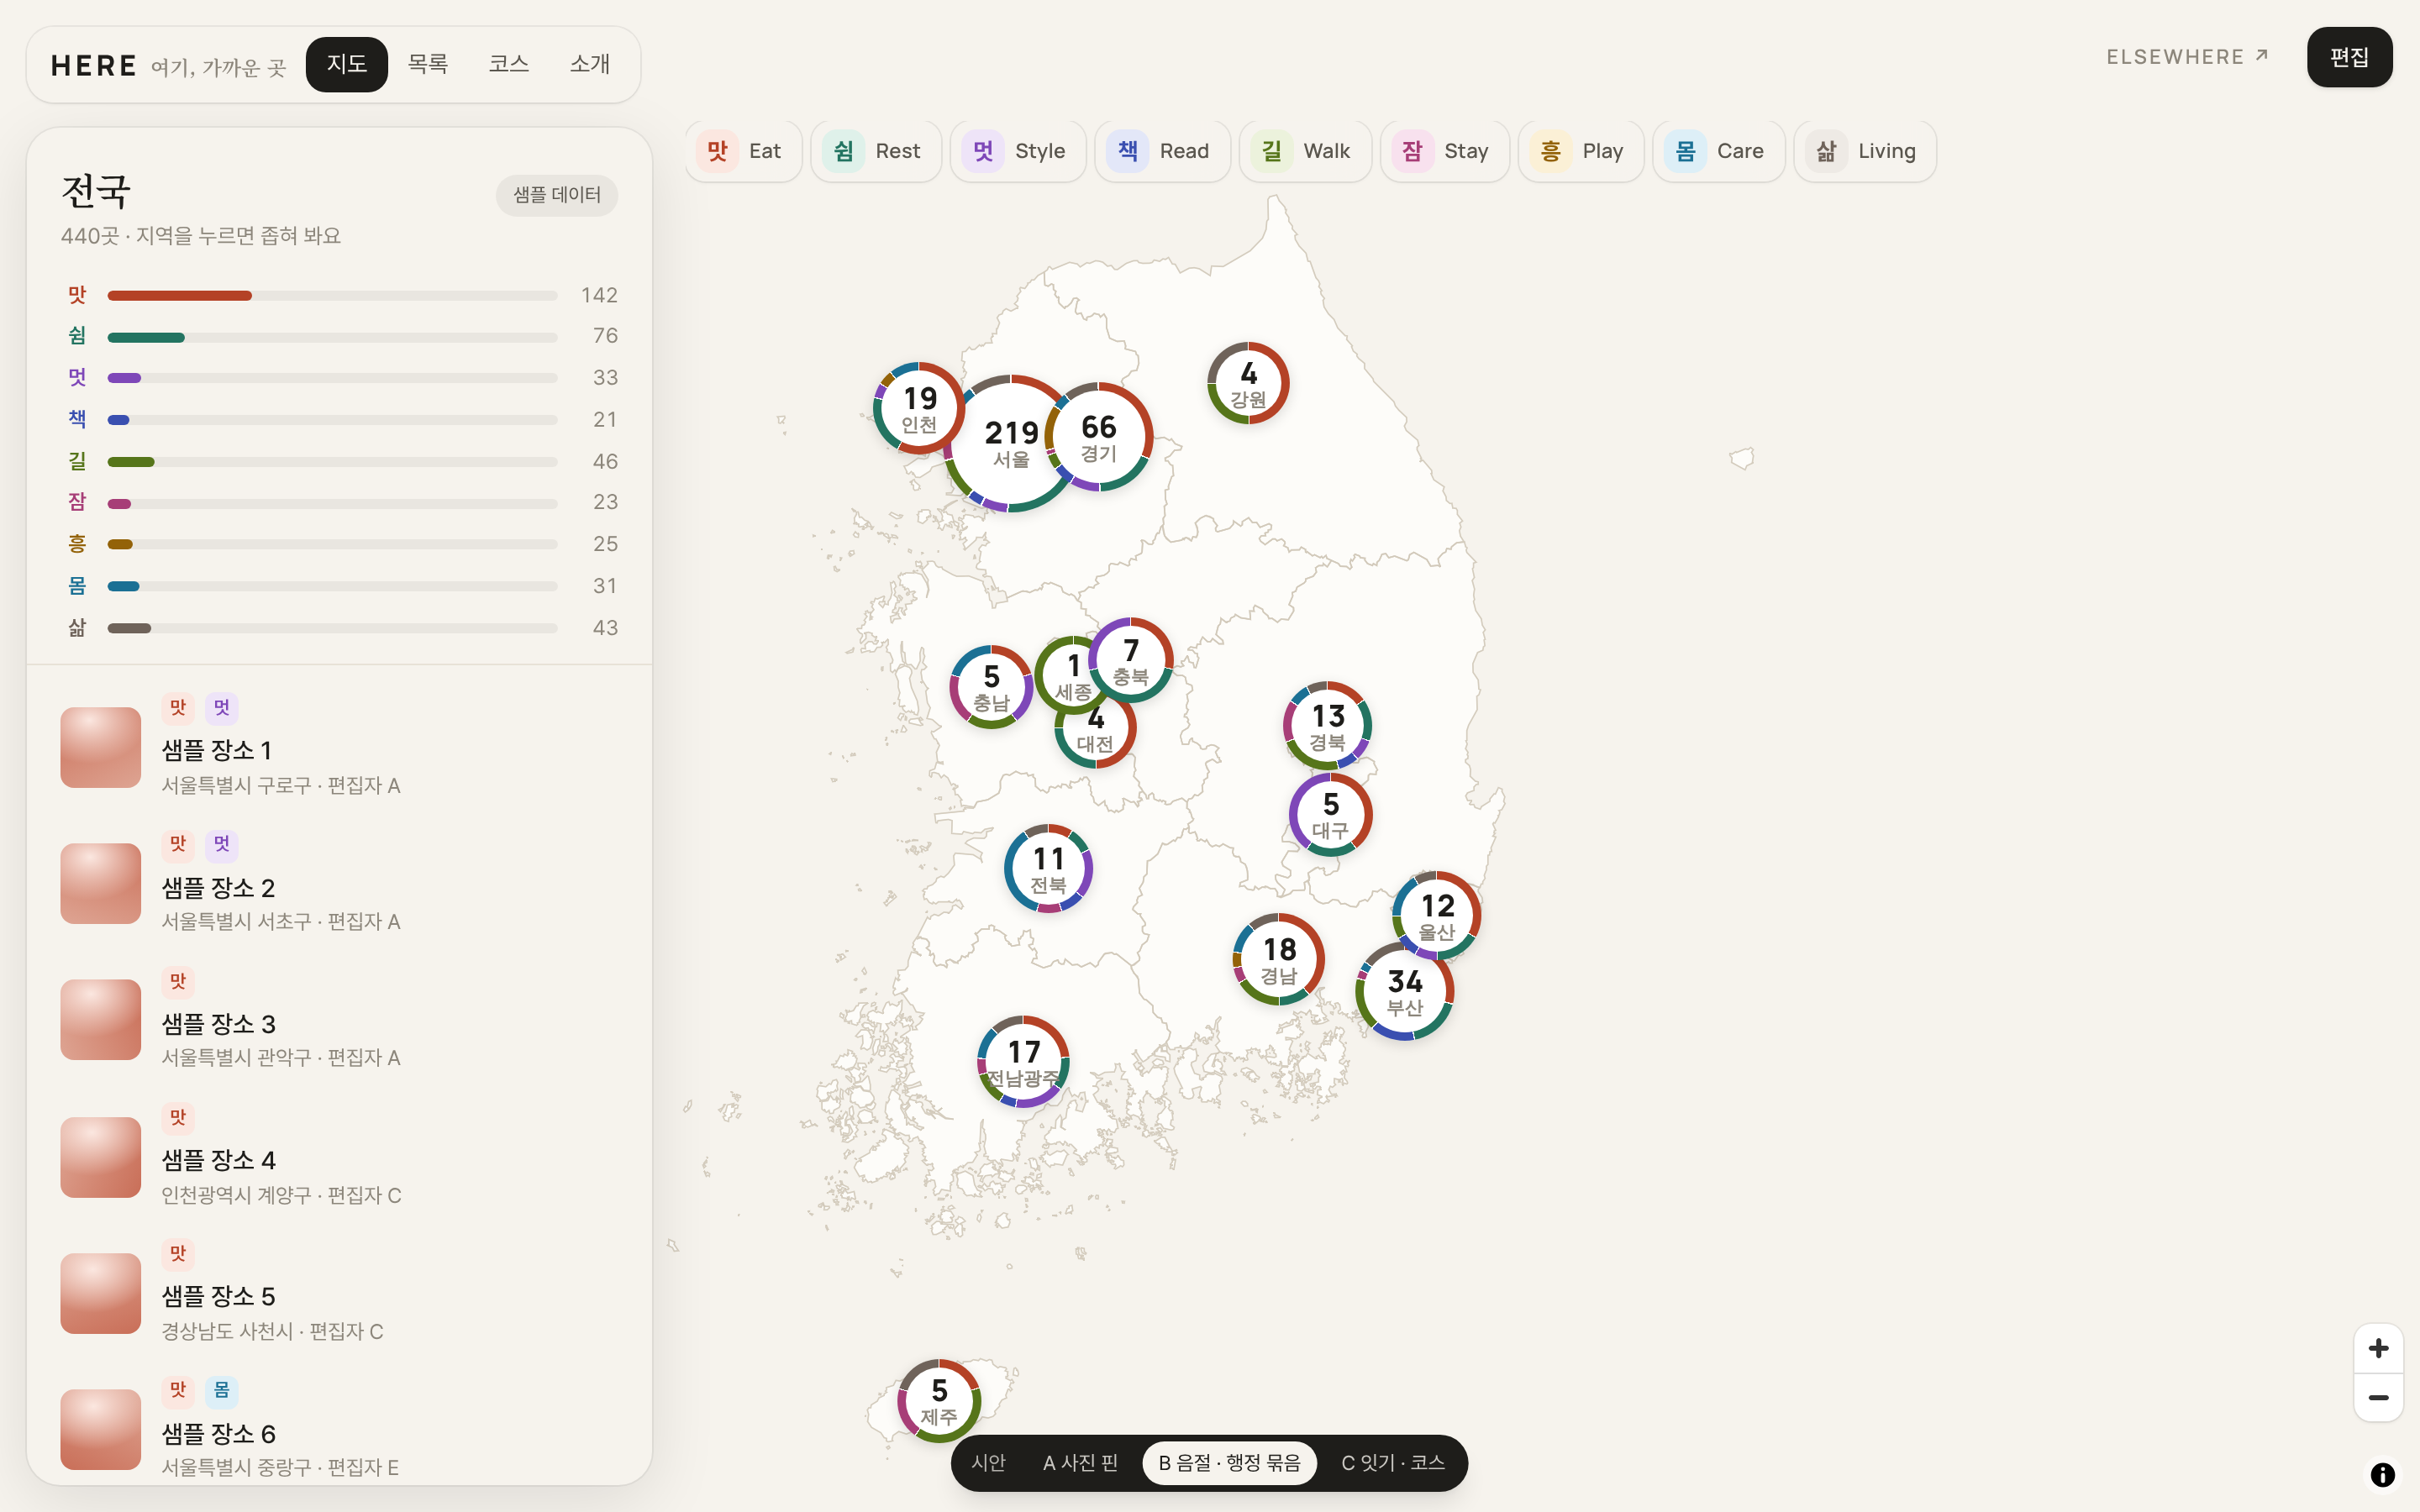 HERE 여기, 가까운 곳 지도 목록 코스 소개
ELSEWHERE ↗ 편집
맛 Eat 쉼 Rest 멋 Style 책 Read 길 Walk 잠 Stay 흥 Play 몸 Care 삶 Living
전국
샘플 데이터
440곳 · 지역을 누르면 좁혀 봐요
맛 142
쉼 76
멋 33
책 21
길 46
잠 23
흥 25
몸 31
삶 43
맛 멋
샘플 장소 1
서울특별시 구로구 · 편집자 A
맛 멋
샘플 장소 2
서울특별시 서초구 · 편집자 A
맛
샘플 장소 3
서울특별시 관악구 · 편집자 A
맛
샘플 장소 4
인천광역시 계양구 · 편집자 C
맛
샘플 장소 5
경상남도 사천시 · 편집자 C
맛 몸
샘플 장소 6
서울특별시 중랑구 · 편집자 E
4
강원
19
인천
219
서울
66
경기
7
충북
1
세종
5
충남
4
대전
13
경북
5
대구
11
전북
12
울산
18
경남
34
부산
17
전남광주
5
제주
시안 A 사진 핀 B 음절 · 행정 묶음 C 잇기 · 코스